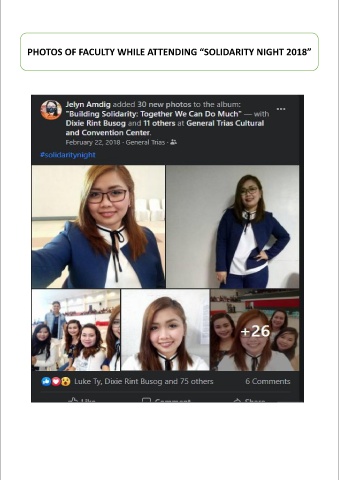 PHOTOS OF FACULTY WHILE ATTENDING “SOLIDARITY NIGHT 2018”
Jelyn Amdig added 30 new photos to the album:
"Building Solidarity: Together We Can Do Much" — with
Dixie Rint Busog and 11 others at General Trias Cultural
and Convention Center.
February 22, 2018 · General Trias ·
#solidaritynight
+26
Luke Ty, Dixie Rint Busog and 75 others 6 Comments
Like Comment Share